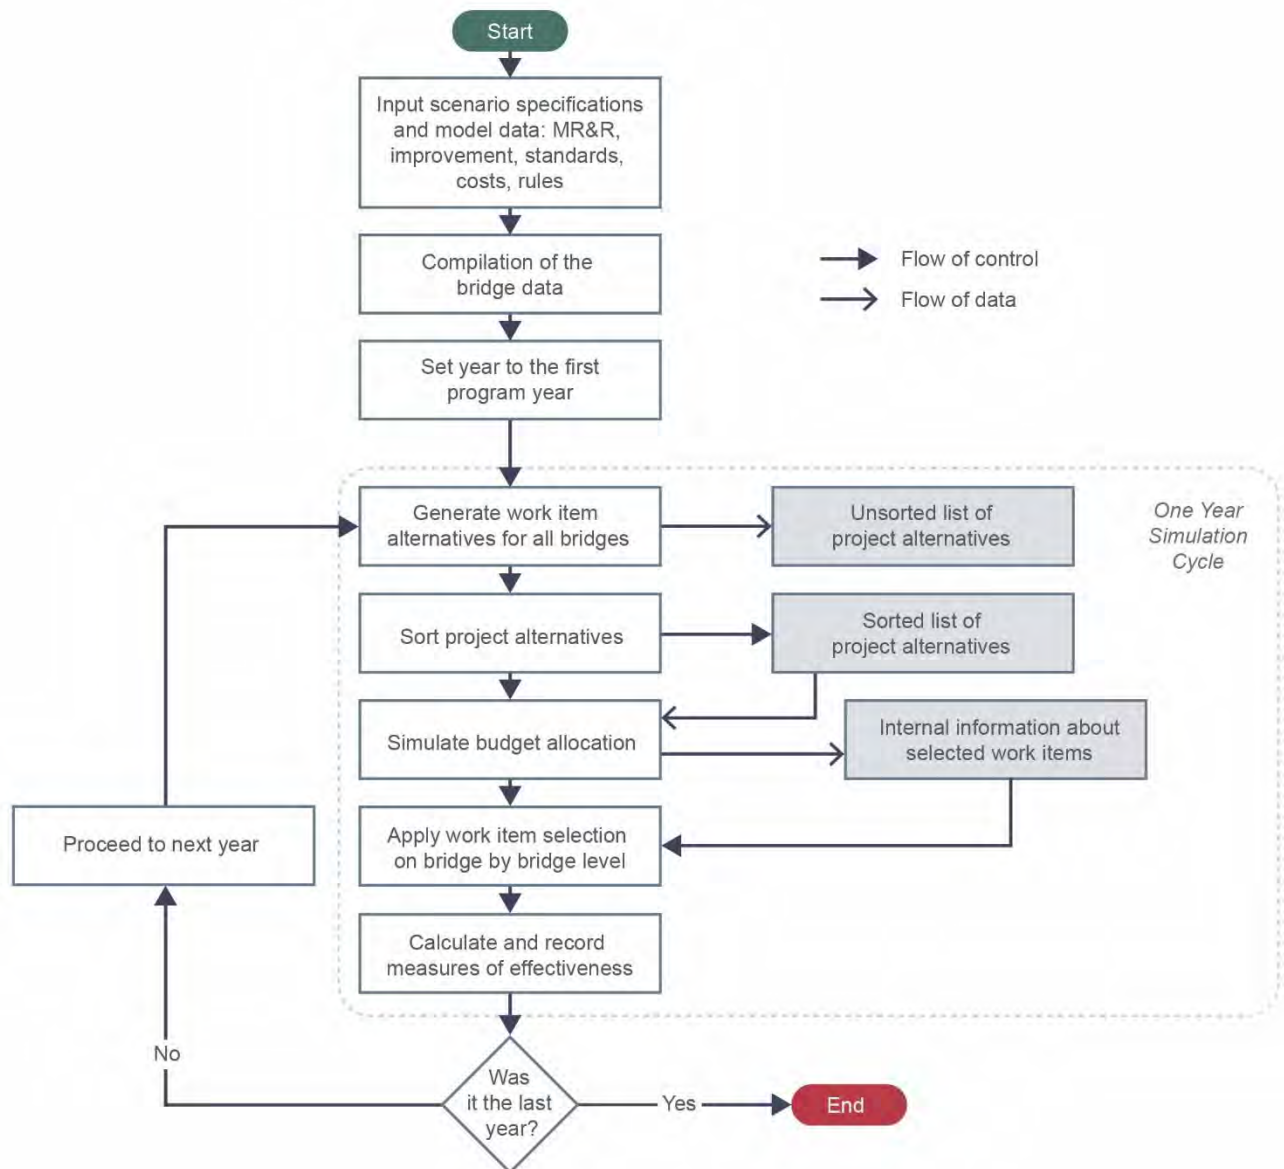 Start
Input scenario specifications
and model data: MR&R,
improvement, standards,
costs, rules
Compilation of the
bridge data
Flow of control
Flow of data
Set year to the first
program year
Generate work item
alternatives for all bridges
Unsorted list of
project alternatives
One Year
Simulation
Cycle
Sort project alternatives
Sorted list of
project alternatives
Simulate budget allocation
Internal information about
selected work items
Proceed to next year
Apply work item selection
on bridge by bridge level
Calculate and record
measures of effectiveness
No
Was
it the last
year?
Yes
End